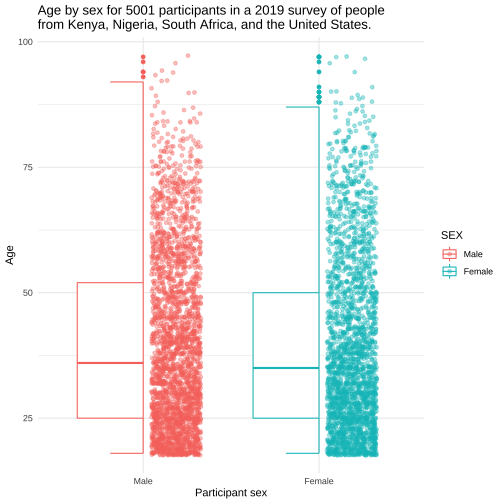 Age by sex for 5001 participants in a 2019 survey of people
from Kenya, Nigeria, South Africa, and the United States.
100
75
50
25
Age
Male
Female
Participant sex
SEX
Male
Female